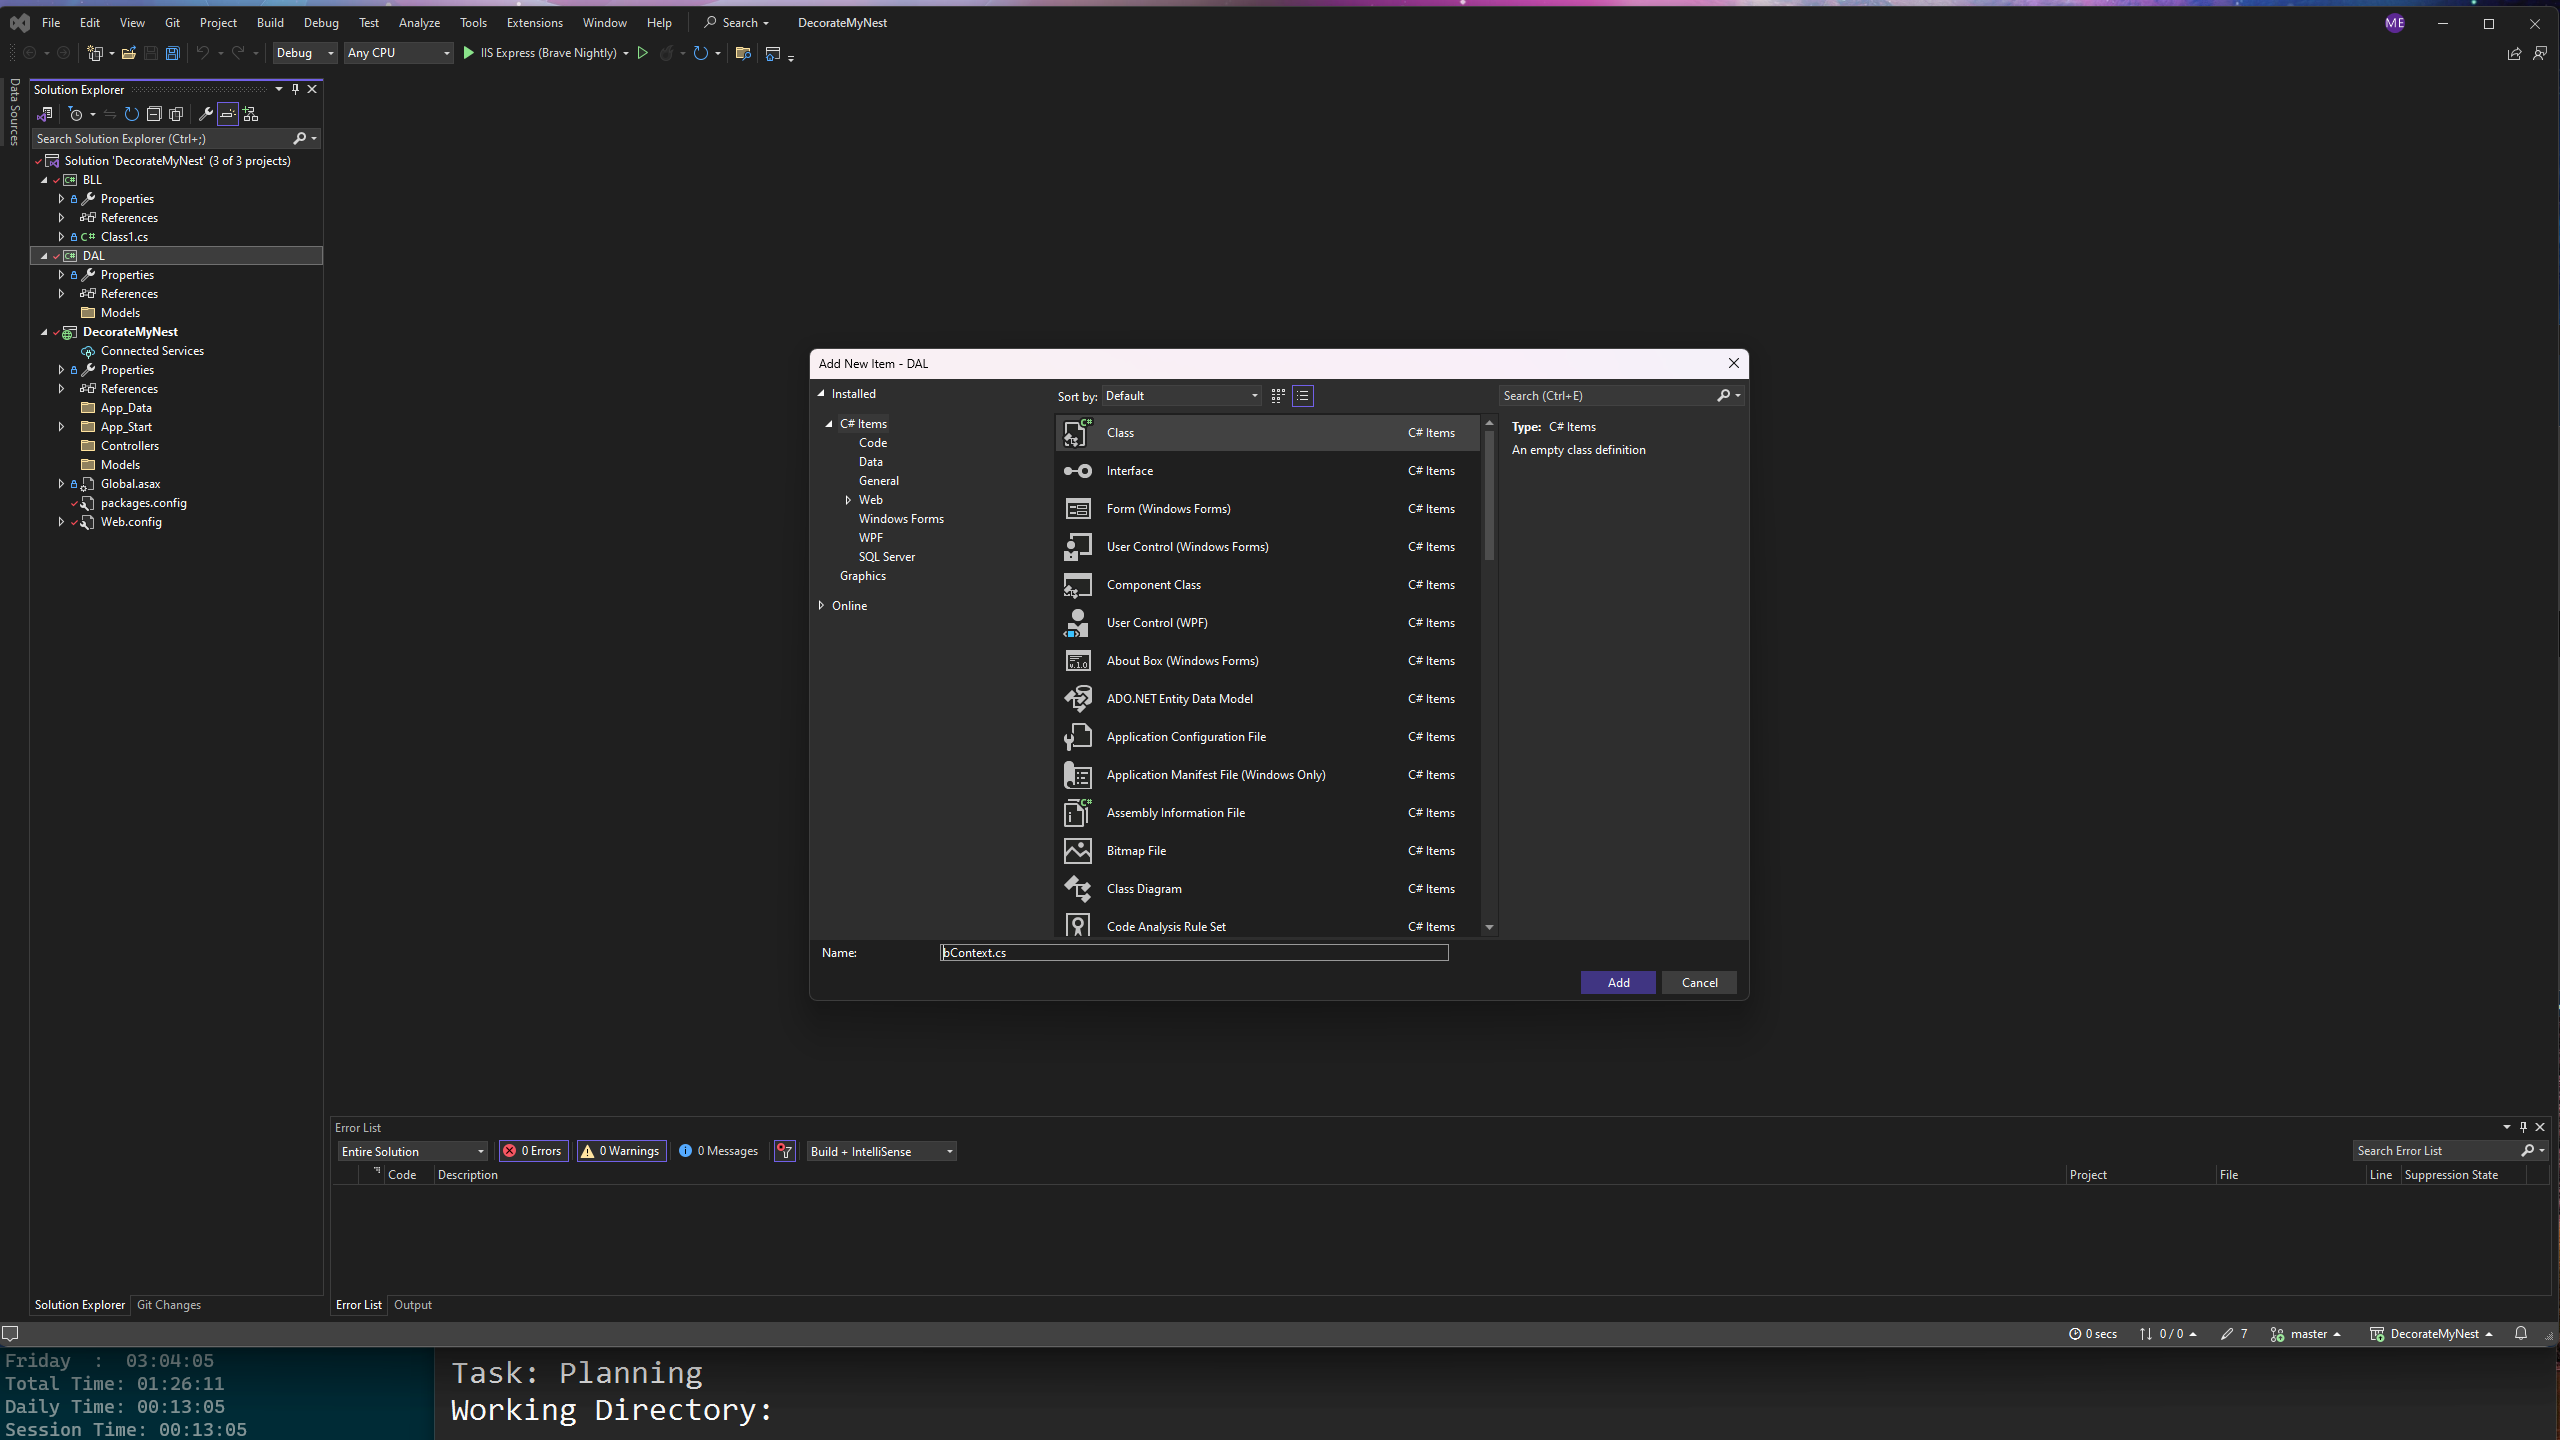 File Edit View Git Project Build Debug Test Analyze Tools Extensions Window Help Search DecorateMyNest ME
Debug Any CPU IIS Express (Brave Nightly)
Data Sources
Solution Explorer
Search Solution Explorer (Ctrl+;)
Solution 'DecorateMyNest' (3 of 3 projects)
C# BLL
Properties
References
C# Class1.cs
C# DAL
Properties
References
Models
DecorateMyNest
Connected Services
Properties
References
App_Data
App_Start
Controllers
Models
Global.asax
packages.config
Web.config
Solution Explorer Git Changes
Add New Item - DAL
Installed
C# Items
Code
Data
General
Web
Windows Forms
WPF
SQL Server
Graphics
Online
Sort by: Default
Search (Ctrl+E)
Class C# Items
Interface C# Items
Form (Windows Forms) C# Items
User Control (Windows Forms) C# Items
Component Class C# Items
User Control (WPF) C# Items
About Box (Windows Forms) C# Items
ADO.NET Entity Data Model C# Items
Application Configuration File C# Items
Application Manifest File (Windows Only) C# Items
Assembly Information File C# Items
Bitmap File C# Items
Class Diagram C# Items
Code Analysis Rule Set C# Items
Type: C# Items
An empty class definition
Name: bContext.cs
Add Cancel
Error List
Entire Solution 0 Errors 0 Warnings 0 Messages Build + IntelliSense Search Error List
Code Description Project File Line Suppression State
Error List Output
0 secs 0 / 0 7 master DecorateMyNest
Friday : 03:04:05
Total Time: 01:26:11
Daily Time: 00:13:05
Session Time: 00:13:05
Task: Planning
Working Directory: